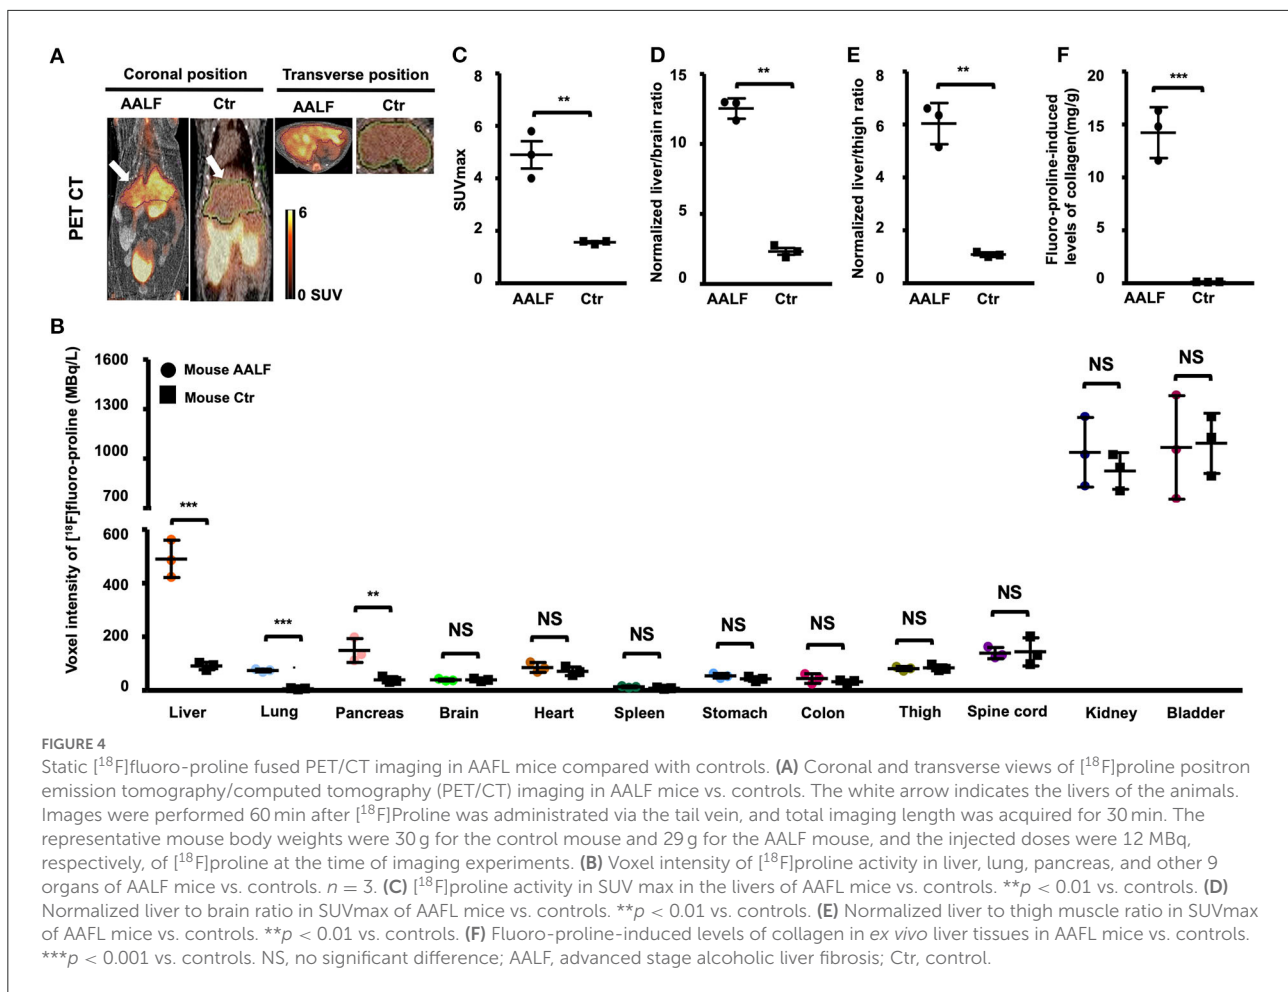 A
Coronal position
Transverse position
AALF
Ctr
AALF
Ctr
PET CT
6
0 SUV
C
SUVmax
8
6
4
2
0
**
AALF
Ctr
D
Normalized liver/brain ratio
15
10
5
0
**
AALF
Ctr
E
Normalized liver/thigh ratio
8
6
4
2
0
**
AALF
Ctr
F
Fluoro-proline-induced
levels of collagen(mg/g)
20
15
10
5
0
***
AALF
Ctr
B
Voxel intensity of [¹⁸F]fluoro-proline (MBq/L)
1600
1300
1000
700
600
400
200
0
Mouse AALF
Mouse Ctr
***
***
**
NS
NS
NS
NS
NS
NS
NS
NS
NS
Liver
Lung
Pancreas
Brain
Heart
Spleen
Stomach
Colon
Thigh
Spine cord
Kidney
Bladder
FIGURE 4
Static [¹⁸F]fluoro-proline fused PET/CT imaging in AAFL mice compared with controls. (A) Coronal and transverse views of [¹⁸F]proline positron
emission tomography/computed tomography (PET/CT) imaging in AALF mice vs. controls. The white arrow indicates the livers of the animals.
Images were performed 60 min after [¹⁸F]Proline was administrated via the tail vein, and total imaging length was acquired for 30 min. The
representative mouse body weights were 30 g for the control mouse and 29 g for the AALF mouse, and the injected doses were 12 MBq,
respectively, of [¹⁸F]proline at the time of imaging experiments. (B) Voxel intensity of [¹⁸F]proline activity in liver, lung, pancreas, and other 9
organs of AALF mice vs. controls. n = 3. (C) [¹⁸F]proline activity in SUV max in the livers of AAFL mice vs. controls. **p < 0.01 vs. controls. (D)
Normalized liver to brain ratio in SUVmax of AAFL mice vs. controls. **p < 0.01 vs. controls. (E) Normalized liver to thigh muscle ratio in SUVmax
of AAFL mice vs. controls. **p < 0.01 vs. controls. (F) Fluoro-proline-induced levels of collagen in ex vivo liver tissues in AAFL mice vs. controls.
***p < 0.001 vs. controls. NS, no significant difference; AALF, advanced stage alcoholic liver fibrosis; Ctr, control.